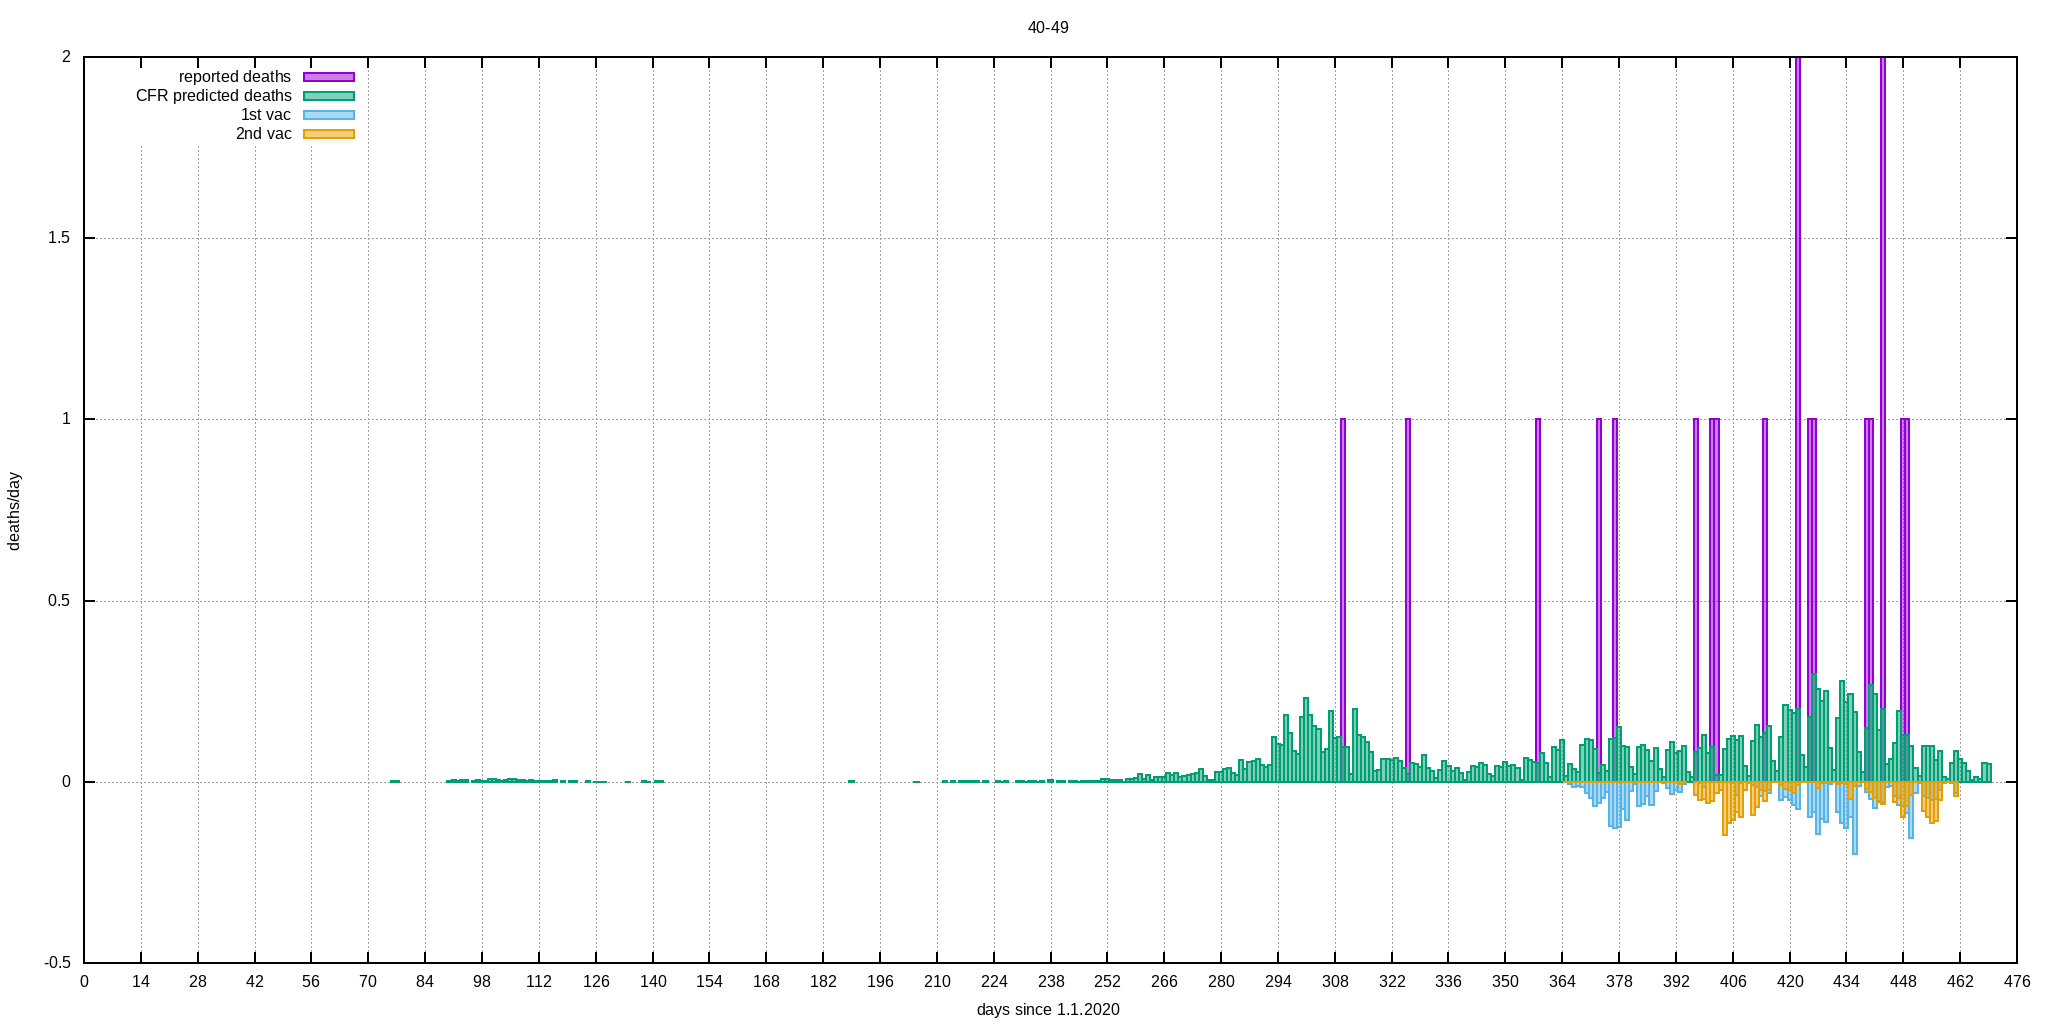 40-49
reported deaths
CFR predicted deaths
1st vac
2nd vac
2
1.5
1
0.5
0
-0.5
deaths/day
0 14 28 42 56 70 84 98 112 126 140 154 168 182 196 210 224 238 252 266 280 294 308 322 336 350 364 378 392 406 420 434 448 462 476
days since 1.1.2020